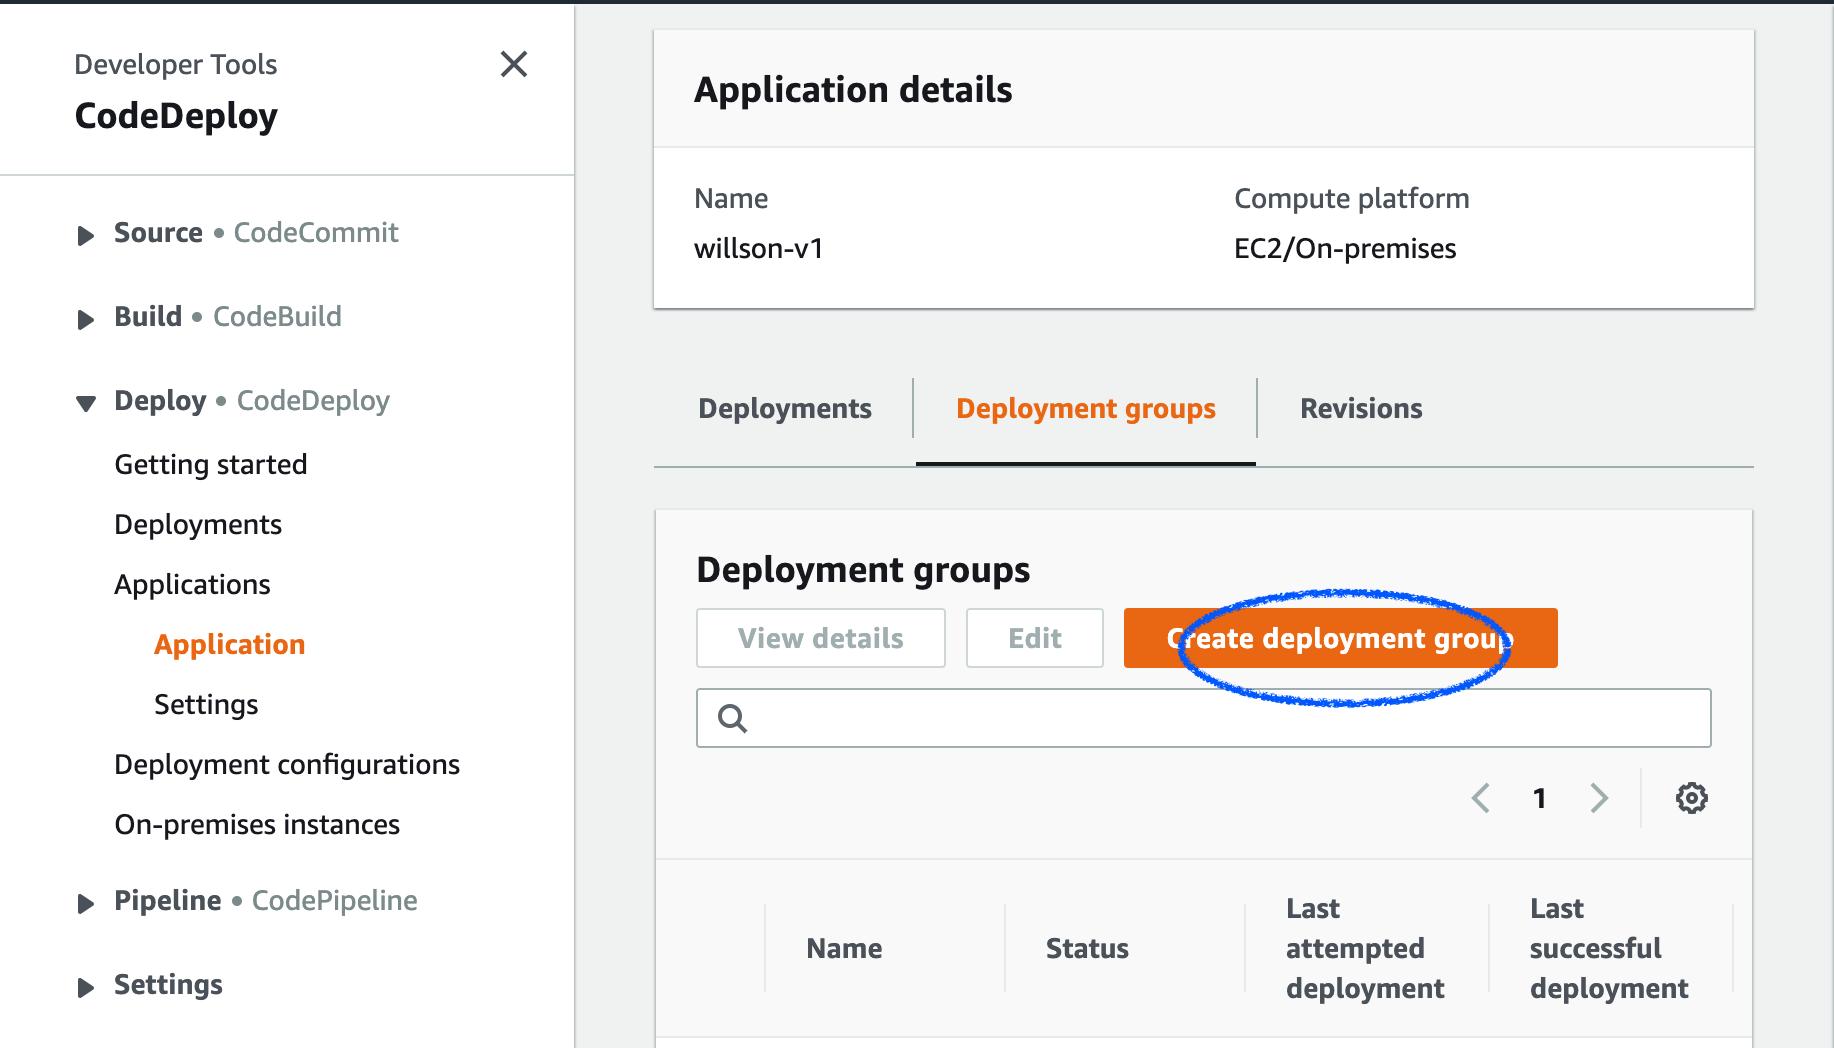 Developer Tools
CodeDeploy
Source • CodeCommit
Build • CodeBuild
Deploy • CodeDeploy
Getting started
Deployments
Applications
Application
Settings
Deployment configurations
On-premises instances
Pipeline • CodePipeline
Settings
Application details
Name
willson-v1
Compute platform
EC2/On-premises
Deployments
Deployment groups
Revisions
Deployment groups
View details
Edit
Create deployment group
1
Name
Status
Last
attempted
deployment
Last
successful
deployment